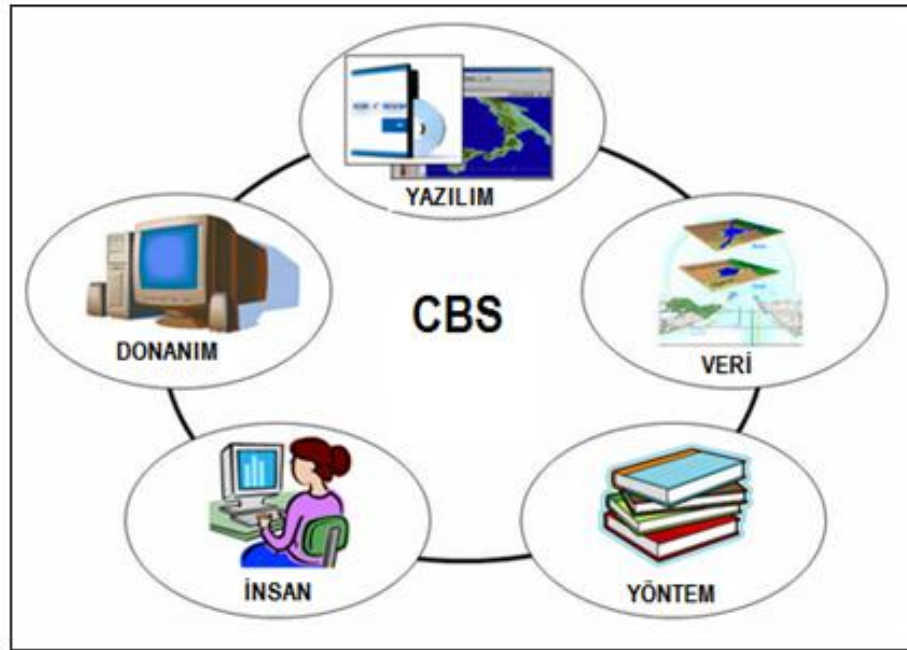 YAZILIM
DONANIM
CBS
VERİ
İNSAN
YÖNTEM